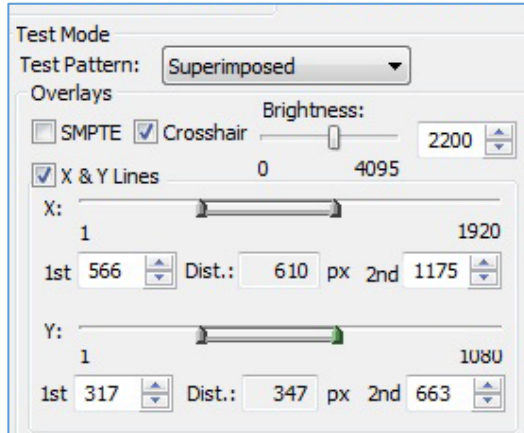 Test Mode
Test Pattern: Superimposed
Overlays
Brightness:
SMPTE Crosshair 2200
0 4095
X & Y Lines
X:
1 1920
1st 566 Dist.: 610 px 2nd 1175
Y:
1 1080
1st 317 Dist.: 347 px 2nd 663